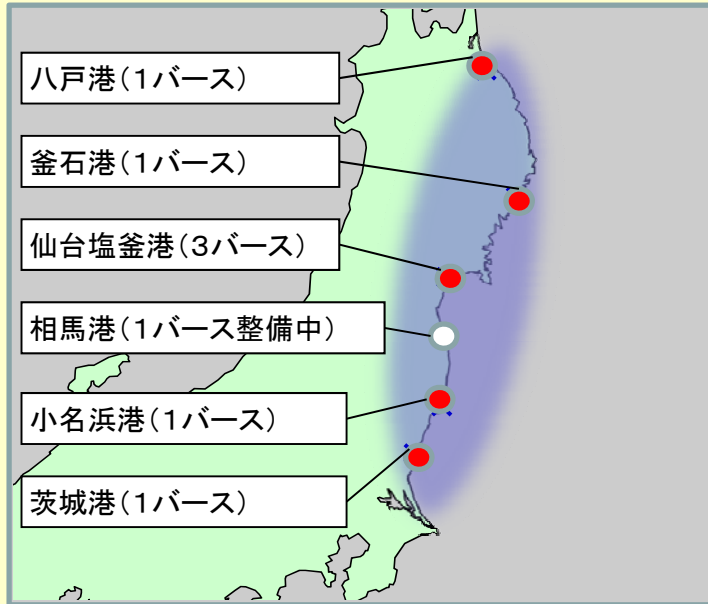 八戸港（１バース）
釜石港（１バース）
仙台塩釜港（３バース）
相馬港（１バース整備中）
小名浜港（１バース）
茨城港（１バース）